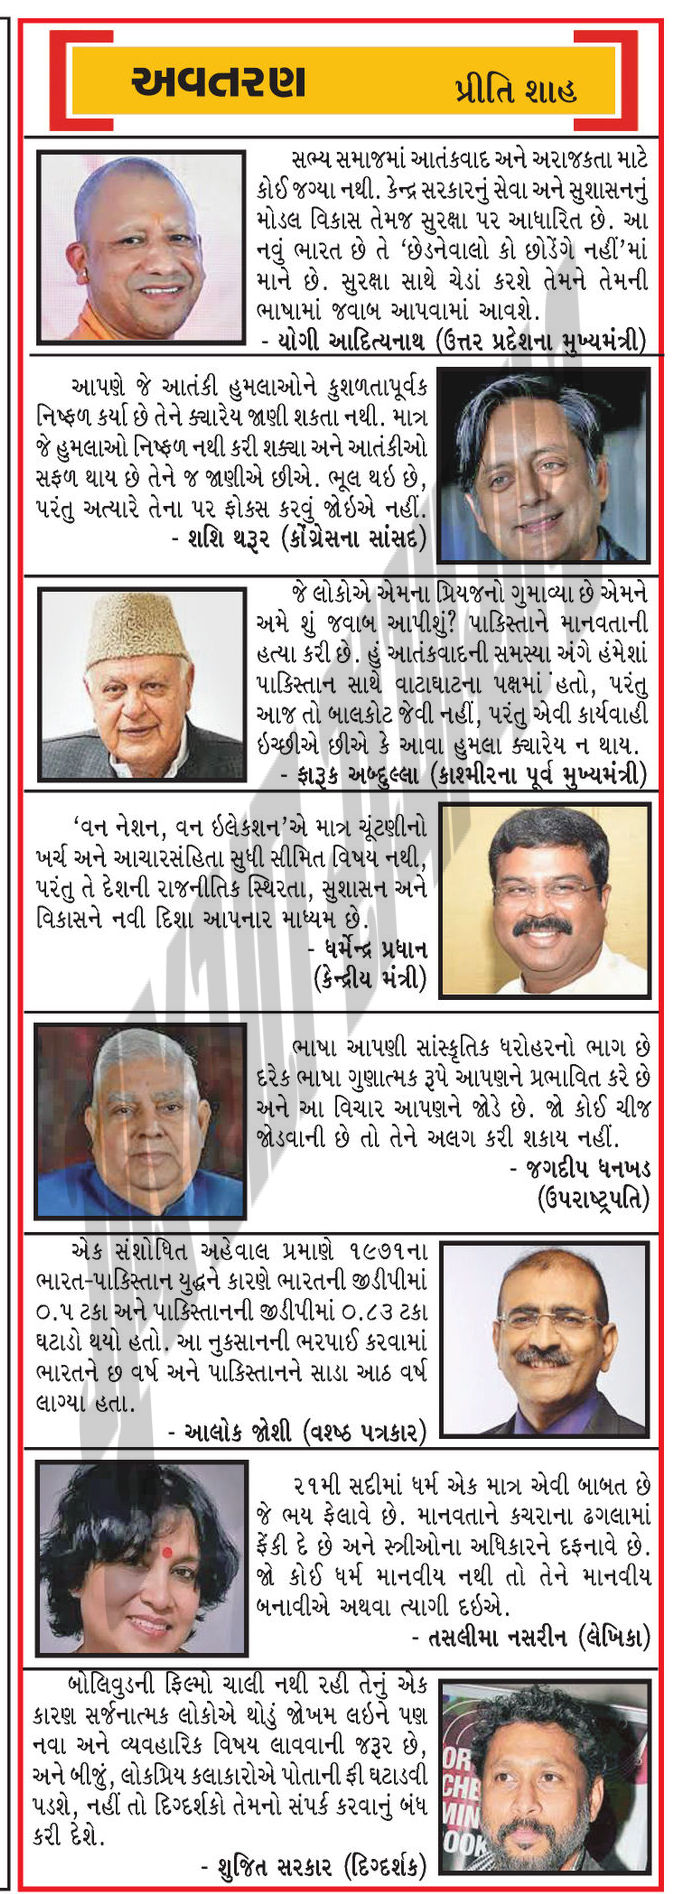 અવતરણ
પ્રીતિ શાહ
સભ્ય સમાજમાં આતંકવાદ અને અરાજકતા માટે
કોઈ જગ્યા નથી. કેન્દ્ર સરકારનું સેવા અને સુશાસનનું
મોડલ વિકાસ તેમજ સુરક્ષા પર આધારિત છે. આ
નવું ભારત છે તે ‘છેડનેવાલો કો છોડેંગે નહીં’માં
માને છે. સુરક્ષા સાથે ચેડાં કરશે તેમને તેમની
ભાષામાં જવાબ આપવામાં આવશે.
- યોગી આદિત્યનાથ (ઉત્તર પ્રદેશના મુખ્યમંત્રી)
આપણે જે આતંકી હુમલાઓને કુશળતાપૂર્વક
નિષ્ફળ કર્યા છે તેને ક્યારેય જાણી શકતા નથી. માત્ર
જે હુમલાઓ નિષ્ફળ નથી કરી શક્યા અને આતંકીઓ
સફળ થાય છે તેને જ જાણીએ છીએ. ભૂલ થઇ છે,
પરંતુ અત્યારે તેના પર ફોકસ કરવું જોઇએ નહીં.
- શશિ થરૂર (કોંગ્રેસના સાંસદ)
જે લોકોએ એમના પ્રિયજનો ગુમાવ્યા છે એમને
અમે શું જવાબ આપીશું? પાકિસ્તાને માનવતાની
હત્યા કરી છે. હું આતંકવાદની સમસ્યા અંગે હંમેશાં
પાકિસ્તાન સાથે વાટાઘાટના પક્ષમાં હતો, પરંતુ
આજ તો બાલકોટ જેવી નહીં, પરંતુ એવી કાર્યવાહી
ઇચ્છીએ છીએ કે આવા હુમલા ક્યારેય ન થાય.
- ફારૂક અબ્દુલ્લા (કાશ્મીરના પૂર્વ મુખ્યમંત્રી)
‘વન નેશન, વન ઇલેકશન’એ માત્ર ચૂંટણીનો
ખર્ચ અને આચારસંહિતા સુધી સીમિત વિષય નથી,
પરંતુ તે દેશની રાજનીતિક સ્થિરતા, સુશાસન અને
વિકાસને નવી દિશા આપનાર માધ્યમ છે.
- ધર્મેન્દ્ર પ્રધાન
(કેન્દ્રીય મંત્રી)
ભાષા આપણી સાંસ્કૃતિક ધરોહરનો ભાગ છે
દરેક ભાષા ગુણાત્મક રૂપે આપણને પ્રભાવિત કરે છે
અને આ વિચાર આપણને જોડે છે. જો કોઈ ચીજ
જોડવાની છે તો તેને અલગ કરી શકાય નહીં.
- જગદીપ ધનખડ
(ઉપરાષ્ટ્રપતિ)
એક સંશોધિત અહેવાલ પ્રમાણે ૧૯૭૧ના
ભારત-પાકિસ્તાન યુદ્ધને કારણે ભારતની જીડીપીમાં
૦.૫ ટકા અને પાકિસ્તાનની જીડીપીમાં ૦.૮૩ ટકા
ઘટાડો થયો હતો. આ નુકસાનની ભરપાઈ કરવામાં
ભારતને છ વર્ષ અને પાકિસ્તાનને સાડા આઠ વર્ષ
લાગ્યા હતા.
- આલોક જોશી (વશ્ષ્ઠ પત્રકાર)
૨૧મી સદીમાં ધર્મ એક માત્ર એવી બાબત છે
જે ભય ફેલાવે છે. માનવતાને કચરાના ઢગલામાં
ફેંકી દે છે અને સ્ત્રીઓના અધિકારને દફનાવે છે.
જો કોઈ ધર્મ માનવીય નથી તો તેને માનવીય
બનાવીએ અથવા ત્યાગી દઇએ.
- તસલીમા નસરીન (લેખિકા)
બોલિવુડની ફિલ્મો ચાલી નથી રહી તેનું એક
કારણ સર્જનાત્મક લોકોએ થોડું જોખમ લઇને પણ
નવા અને વ્યવહારિક વિષય લાવવાની જરૂર છે,
અને બીજું, લોકપ્રિય કલાકારોએ પોતાની ફી ઘટાડવી
પડશે, નહીં તો દિગ્દર્શકો તેમનો સંપર્ક કરવાનું બંધ
કરી દેશે.
- શુજિત સરકાર (દિગ્દર્શક)